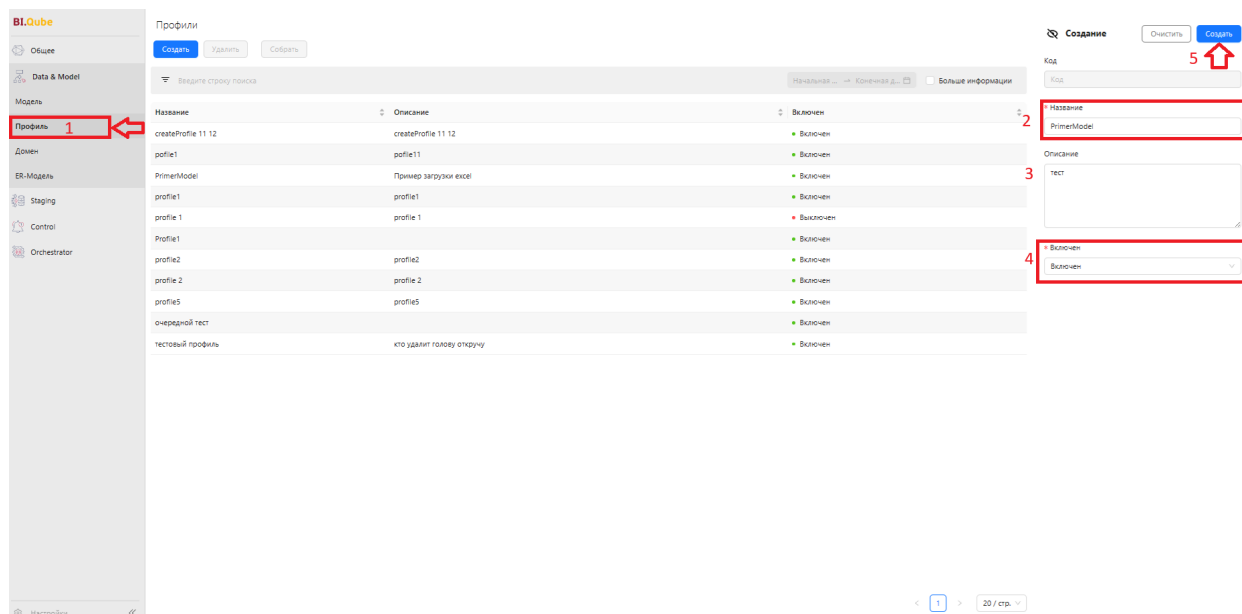 BI.Qube
Общее
Data & Model
Модель
Профиль 1
Домен
ER-Модель
Staging
Control
Orchestrator
Настройки
Профили
Создать Удалить Собрать
Введите строку поиска Начальная ... → Конечная д... Больше информации
Название Описание Включен
createProfile 11 12 createProfile 11 12 Включен
pofile1 pofile11 Включен
PrimerModel Пример загрузки excel Включен
profile1 profile1 Включен
profile 1 profile 1 Выключен
Profile1 Включен
profile2 profile2 Включен
profile 2 profile 2 Включен
profile5 profile5 Включен
очередной тест Включен
тестовый профиль кто удалит голову откручу Включен
< 1 > 20 / стр.
Создание Очистить Создать
5
Код
Код
2 * Название
PrimerModel
Описание
3 тест
* Включен
4 Включен